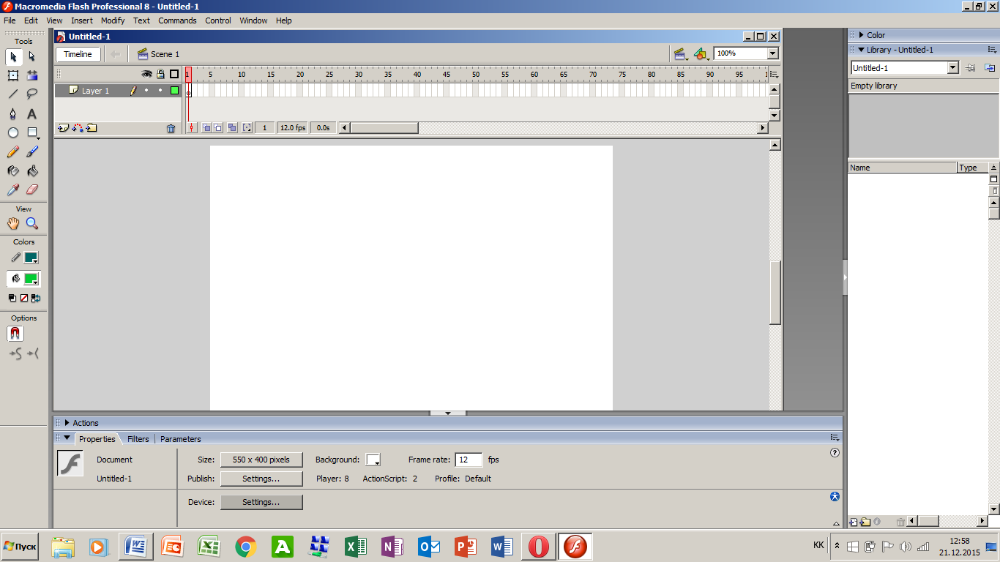 Macromedia Flash Professional 8 - Untitled-1
File Edit View Insert Modify Text Commands Control Window Help
Tools
View
Colors
Options
Untitled-1
Timeline Scene 1 100%
1 5 10 15 20 25 30 35 40 45 50 55 60 65 70 75 80 85 90 95 1
Layer 1
1 12.0 fps 0.0s
Color
Library - Untitled-1
Untitled-1
Empty library
Name Type
Actions
Properties Filters Parameters
Document Size: 550 x 400 pixels Background: Frame rate: 12 fps
Untitled-1 Publish: Settings... Player: 8 ActionScript: 2 Profile: Default
Device: Settings...
Пуск
KK
12:58
21.12.2015